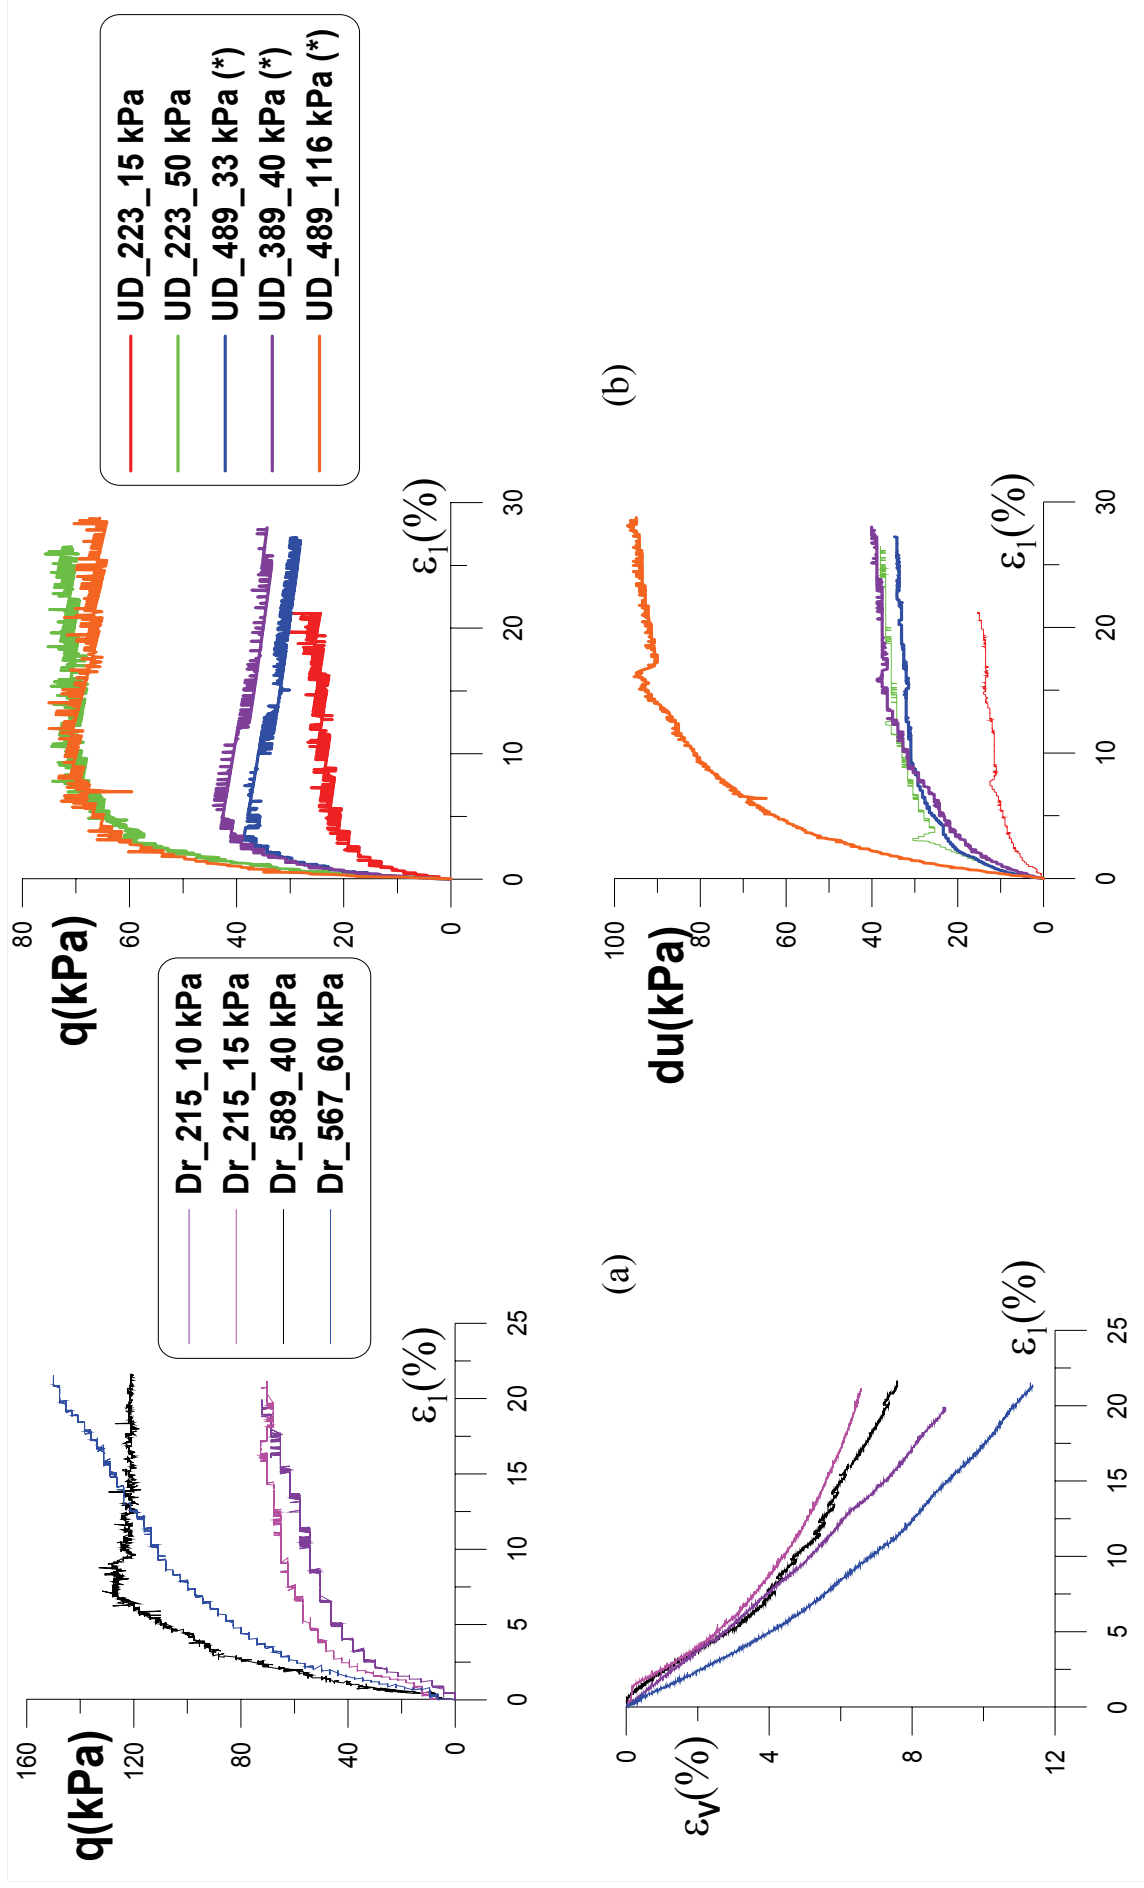 q(kPa)
160
120
80
40
0
0
5
10
15
20
25
ε1(%)
Dr_215_10 kPa
Dr_215_15 kPa
Dr_589_40 kPa
Dr_567_60 kPa
q(kPa)
80
60
40
20
0
0
10
20
30
ε1(%)
UD_223_15 kPa
UD_223_50 kPa
UD_489_33 kPa (*)
UD_389_40 kPa (*)
UD_489_116 kPa (*)
εv(%)
0
4
8
12
0
5
10
15
20
25
ε1(%)
(a)
du(kPa)
100
80
60
40
20
0
0
10
20
30
ε1(%)
(b)